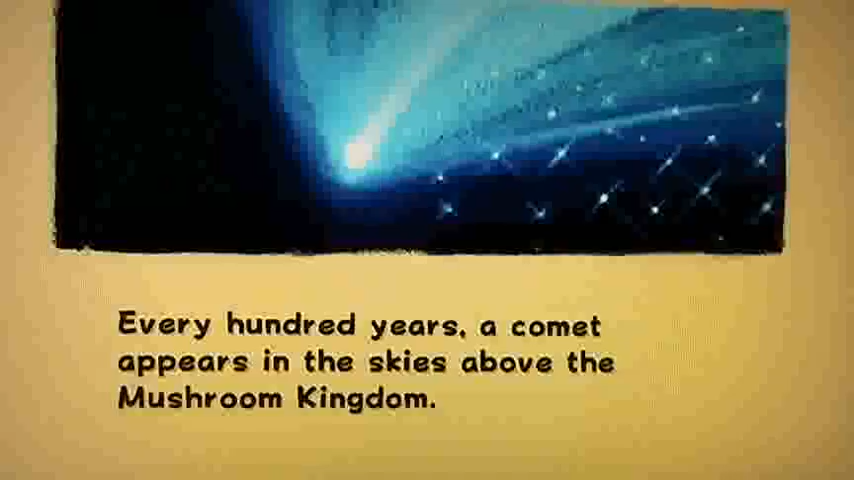 Every hundred years, a comet
appears in the skies above the
Mushroom Kingdom.